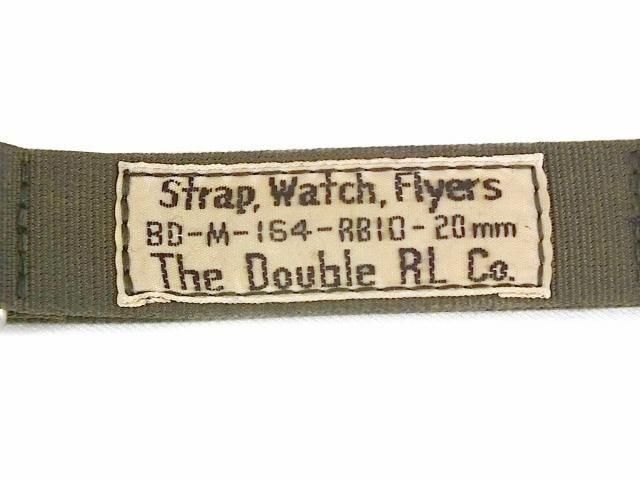 Strap, Watch, Flyers
BD-M-164-RB10-20mm
The Double RL Co.